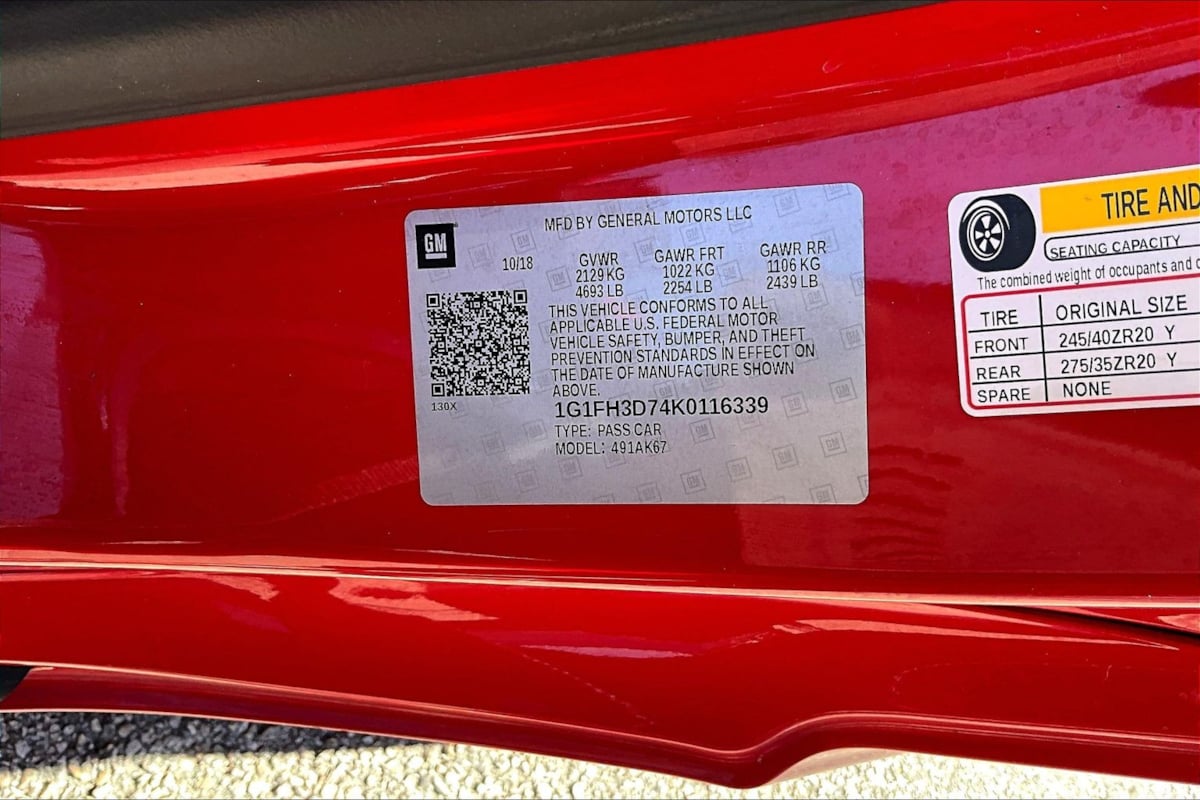 GM
MFD BY GENERAL MOTORS LLC
10/18
GVWR
2129 KG
4693 LB
GAWR FRT
1022 KG
2254 LB
GAWR RR
1106 KG
2439 LB
THIS VEHICLE CONFORMS TO ALL
APPLICABLE U.S. FEDERAL MOTOR
VEHICLE SAFETY, BUMPER, AND THEFT
PREVENTION STANDARDS IN EFFECT ON
THE DATE OF MANUFACTURE SHOWN
ABOVE.
130X
1G1FH3D74K0116339
TYPE: PASS CAR
MODEL: 491AK67
TIRE AND
SEATING CAPACITY
The combined weight of occupants and
TIRE ORIGINAL SIZE
FRONT 245/40ZR20 Y
REAR 275/35ZR20 Y
SPARE NONE